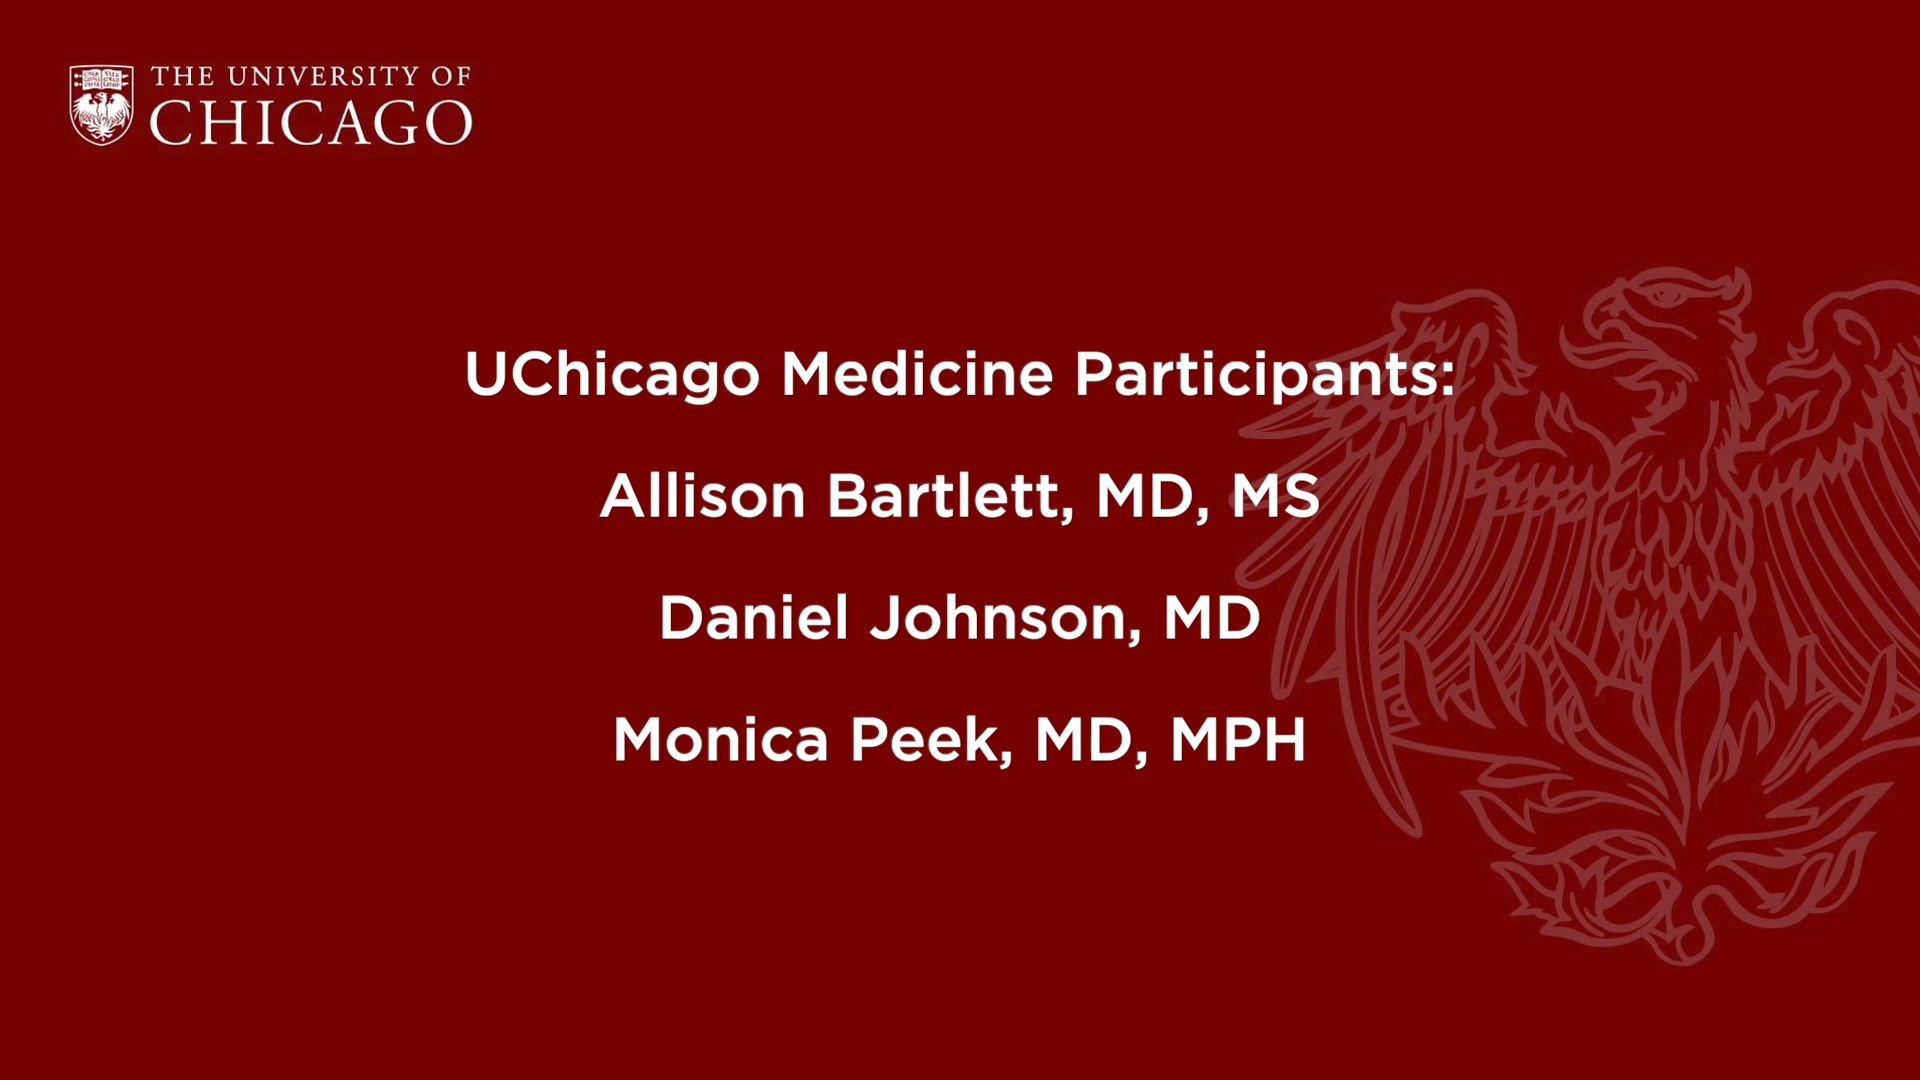 THE UNIVERSITY OF
CHICAGO
UChicago Medicine Participants:
Allison Bartlett, MD, MS
Daniel Johnson, MD
Monica Peek, MD, MPH